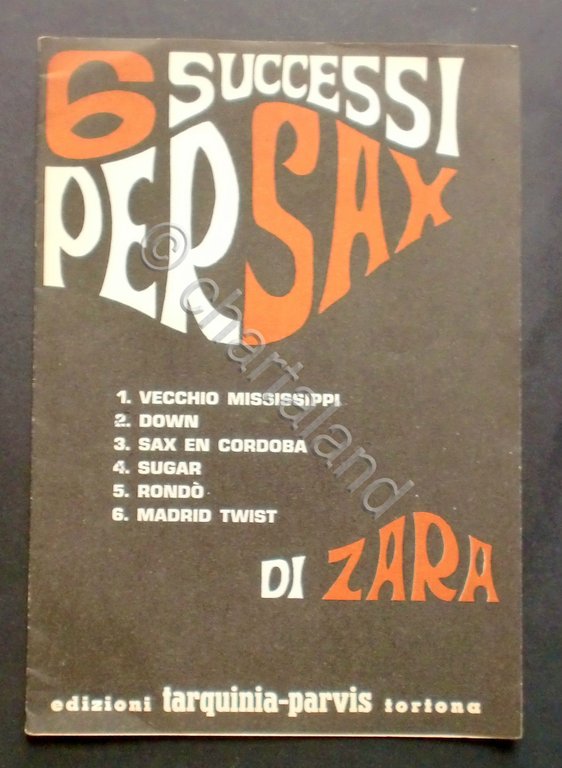 6 SUCCESSI
PER SAX
1. VECCHIO MISSISSIPPI
2. DOWN
3. SAX EN CORDOBA
4. SUGAR
5. RONDÒ
6. MADRID TWIST
DI ZARA
edizioni tarquinia-parvis tortona
© chartaland